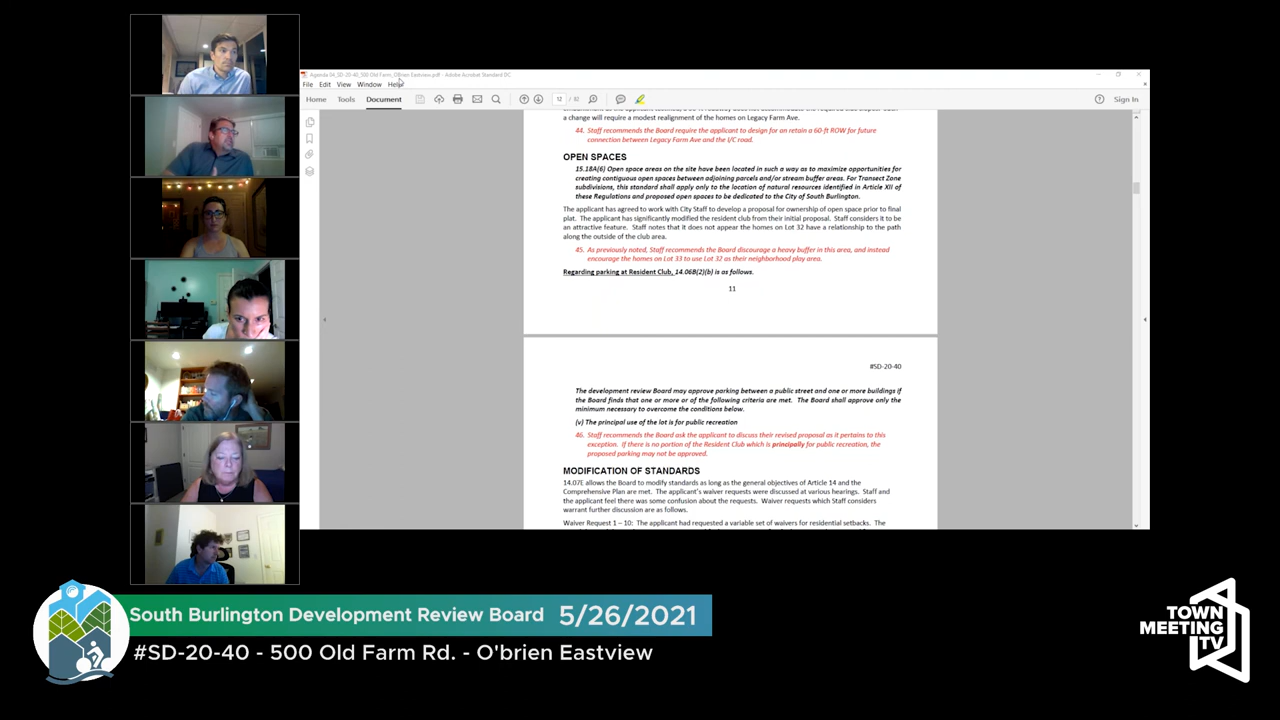 Agenda 04_SD-20-40_500 Old Farm_OBrien Eastview.pdf - Adobe Acrobat Standard DC
File Edit View Window Help
Home Tools Document 12 / 32 Sign In
a change will require a modest realignment of the homes on Legacy Farm Ave.
44. Staff recommends the Board require the applicant to design for an retain a 60-ft ROW for future
connection between Legacy Farm Ave and the I/C road.
OPEN SPACES
15.18A(6) Open space areas on the site have been located in such a way as to maximize opportunities for
creating contiguous open spaces between adjoining parcels and/or stream buffer areas. For Transect Zone
subdivisions, this standard shall apply only to the location of natural resources identified in Article XII of
these Regulations and proposed open spaces to be dedicated to the City of South Burlington.
The applicant has agreed to work with City Staff to develop a proposal for ownership of open space prior to final
plat. The applicant has significantly modified the resident club from their initial proposal. Staff considers it to be
an attractive feature. Staff notes that it does not appear the homes on Lot 32 have a relationship to the path
along the outside of the club area.
45. As previously noted, Staff recommends the Board discourage a heavy buffer in this area, and instead
encourage the homes on Lot 33 to use Lot 32 as their neighborhood play area.
Regarding parking at Resident Club, 14.06B(2)(b) is as follows.
11
#SD-20-40
The development review Board may approve parking between a public street and one or more buildings if
the Board finds that one or more or of the following criteria are met. The Board shall approve only the
minimum necessary to overcome the conditions below.
(v) The principal use of the lot is for public recreation
46. Staff recommends the Board ask the applicant to discuss their revised proposal as it pertains to this
exception. If there is no portion of the Resident Club which is principally for public recreation, the
proposed parking may not be approved.
MODIFICATION OF STANDARDS
14.07E allows the Board to modify standards as long as the general objectives of Article 14 and the
Comprehensive Plan are met. The applicant's waiver requests were discussed at various hearings. Staff and
the applicant feel there was some confusion about the requests. Waiver requests which Staff considers
warrant further discussion are as follows.
Waiver Request 1 – 10: The applicant had requested a variable set of waivers for residential setbacks. The
South Burlington Development Review Board 5/26/2021
#SD-20-40 - 500 Old Farm Rd. - O'brien Eastview
TOWN
MEETING
TV